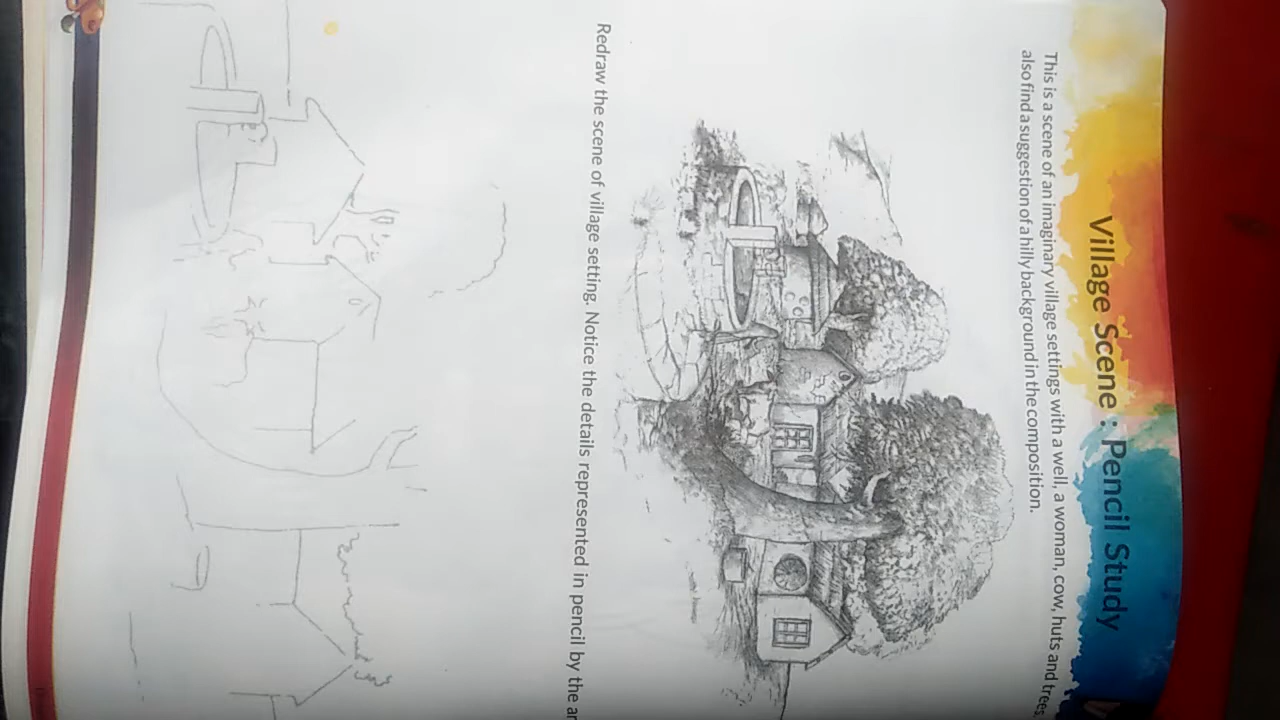 Village Scene : Pencil Study
This is a scene of an imaginary village settings with a well, a woman, cow, huts and trees,
also find a suggestion of a hilly background in the composition.
Redraw the scene of village setting. Notice the details represented in pencil by the